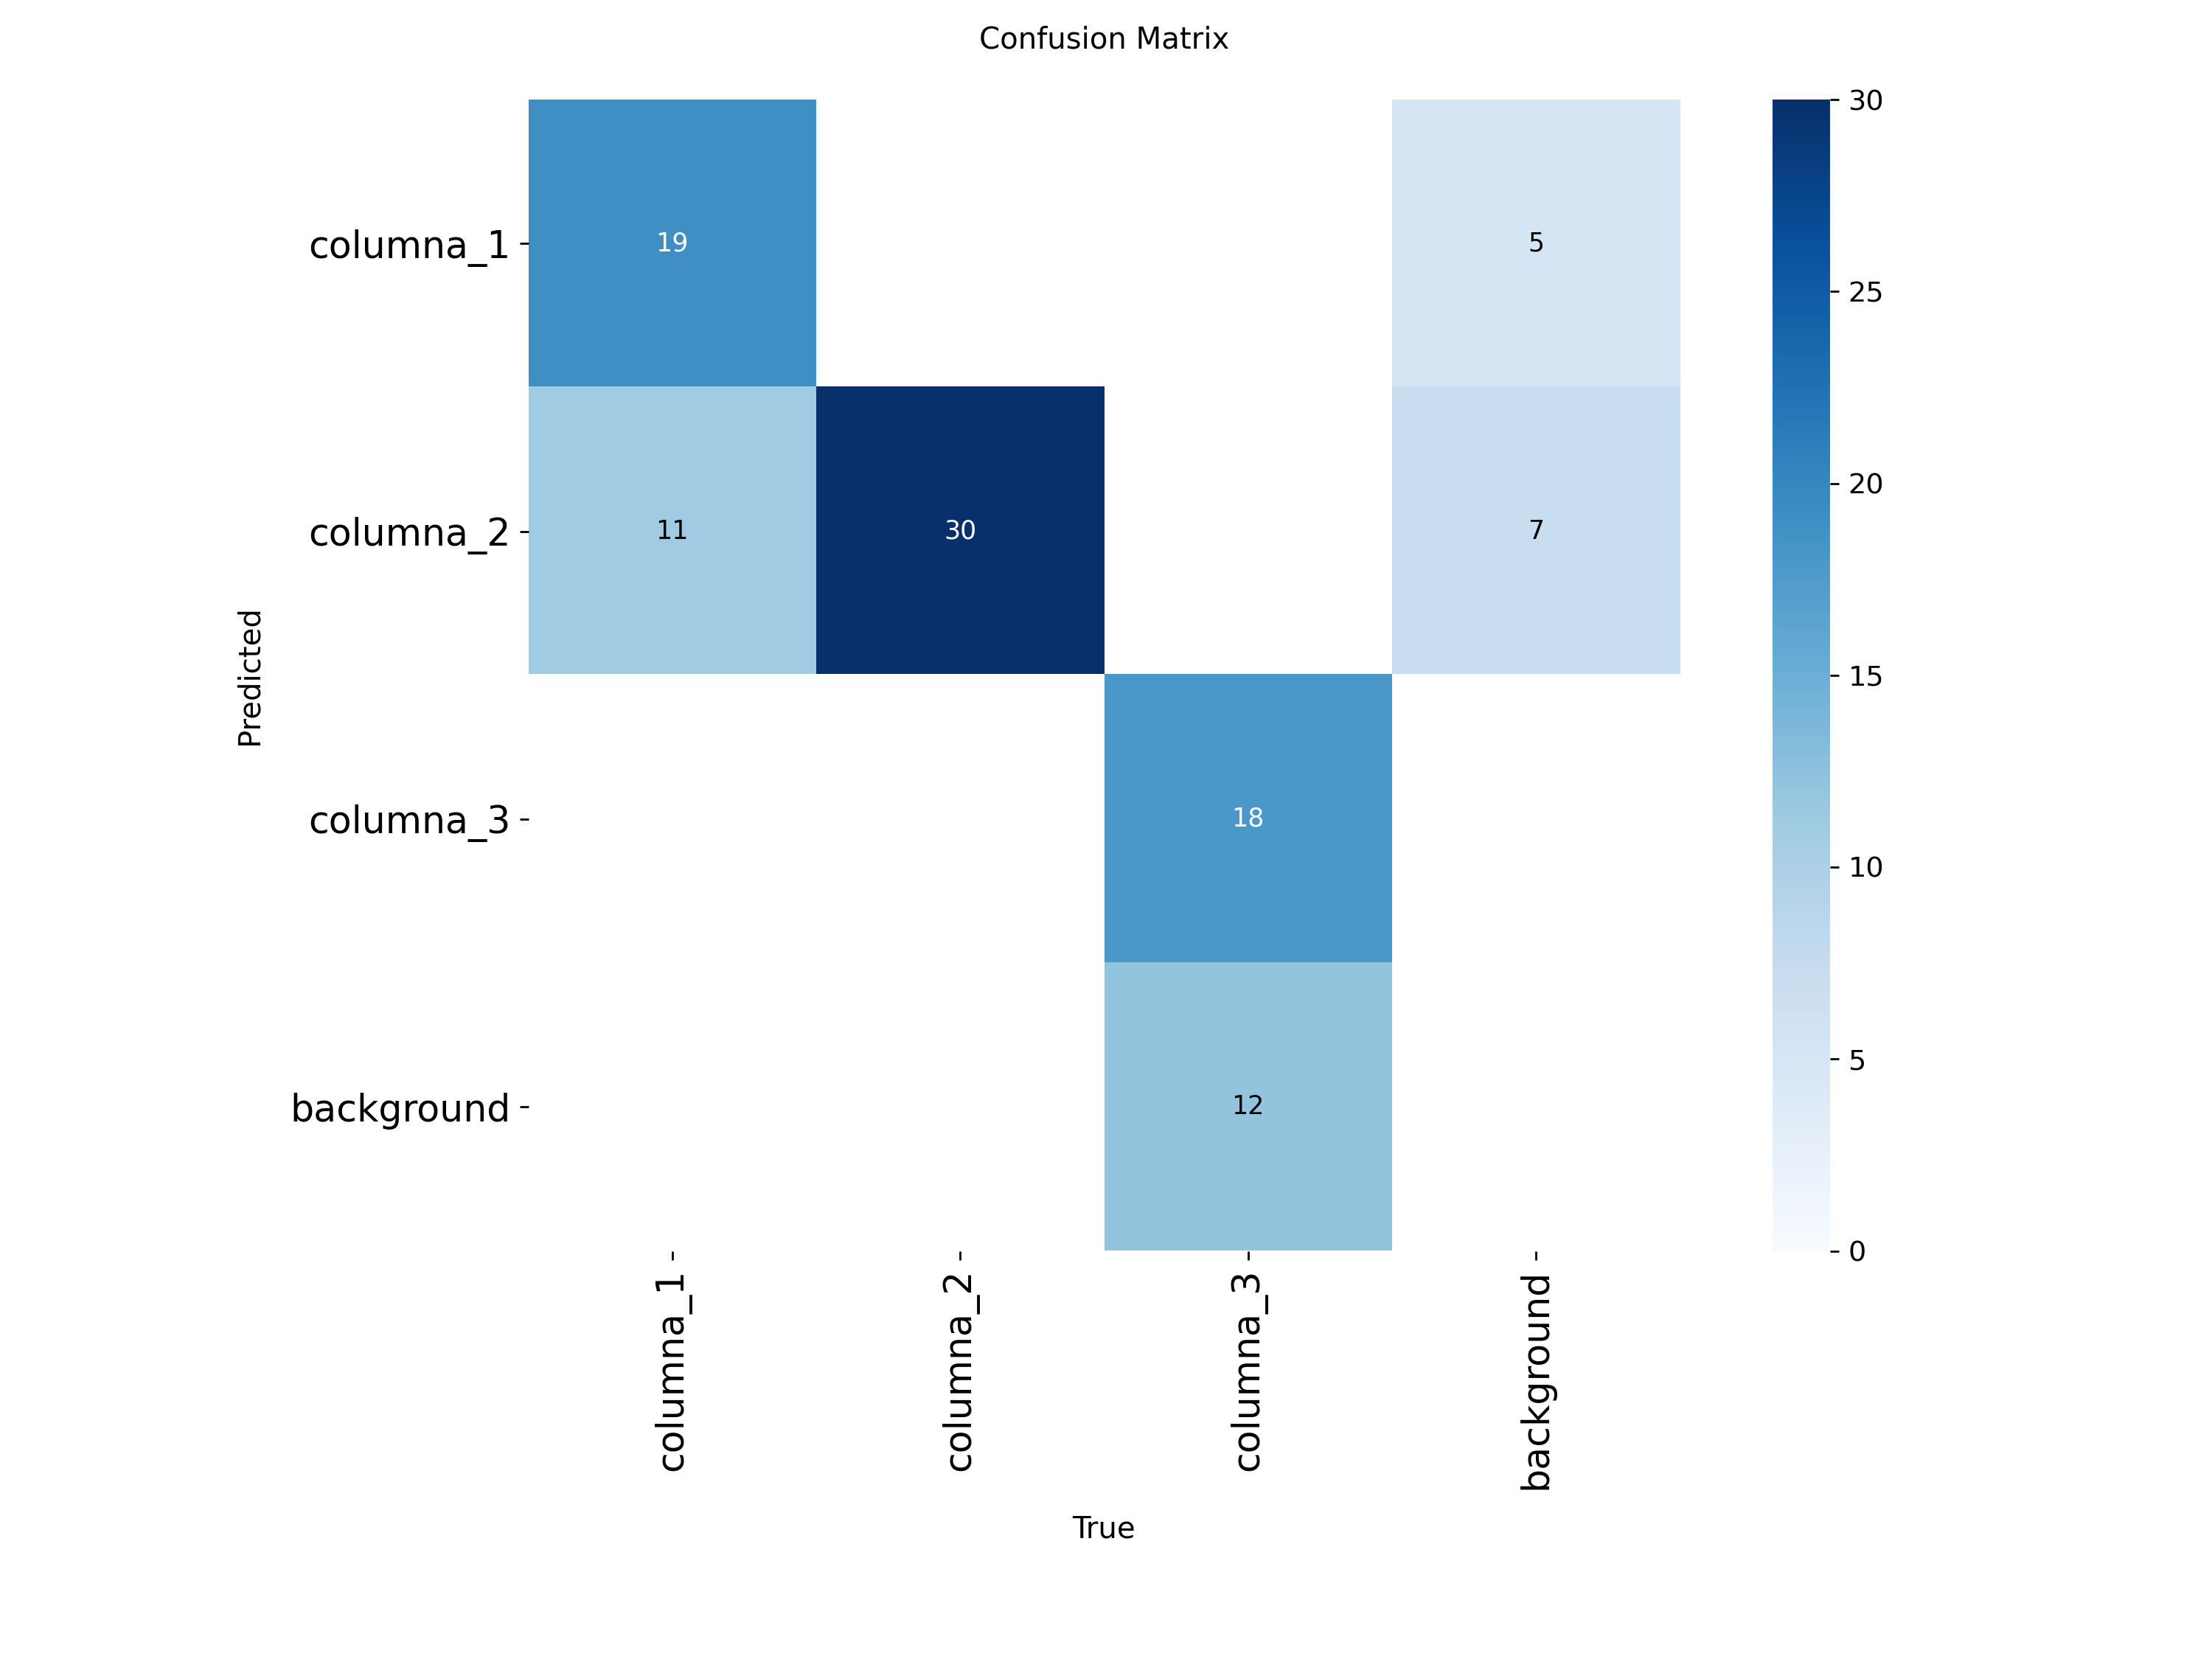 Confusion Matrix
columna_1
19
5
columna_2
11
30
7
columna_3
18
background
12
Predicted
columna_1
columna_2
columna_3
background
True
30
25
20
15
10
5
0